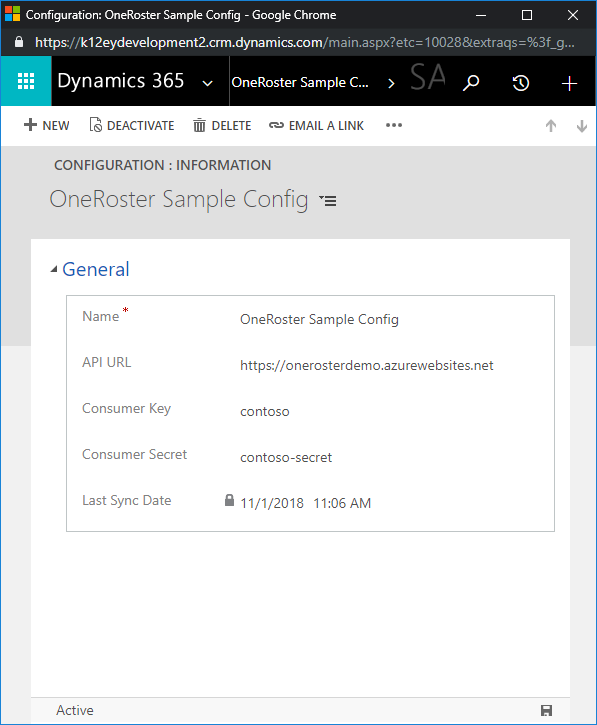 Configuration: OneRoster Sample Config - Google Chrome
https://k12eydevelopment2.crm.dynamics.com/main.aspx?etc=10028&extraqs=%3f_g...
Dynamics 365 OneRoster Sample C... SA
NEW DEACTIVATE DELETE EMAIL A LINK
CONFIGURATION : INFORMATION
OneRoster Sample Config
General
Name * OneRoster Sample Config
API URL https://onerosterdemo.azurewebsites.net
Consumer Key contoso
Consumer Secret contoso-secret
Last Sync Date 11/1/2018 11:06 AM
Active